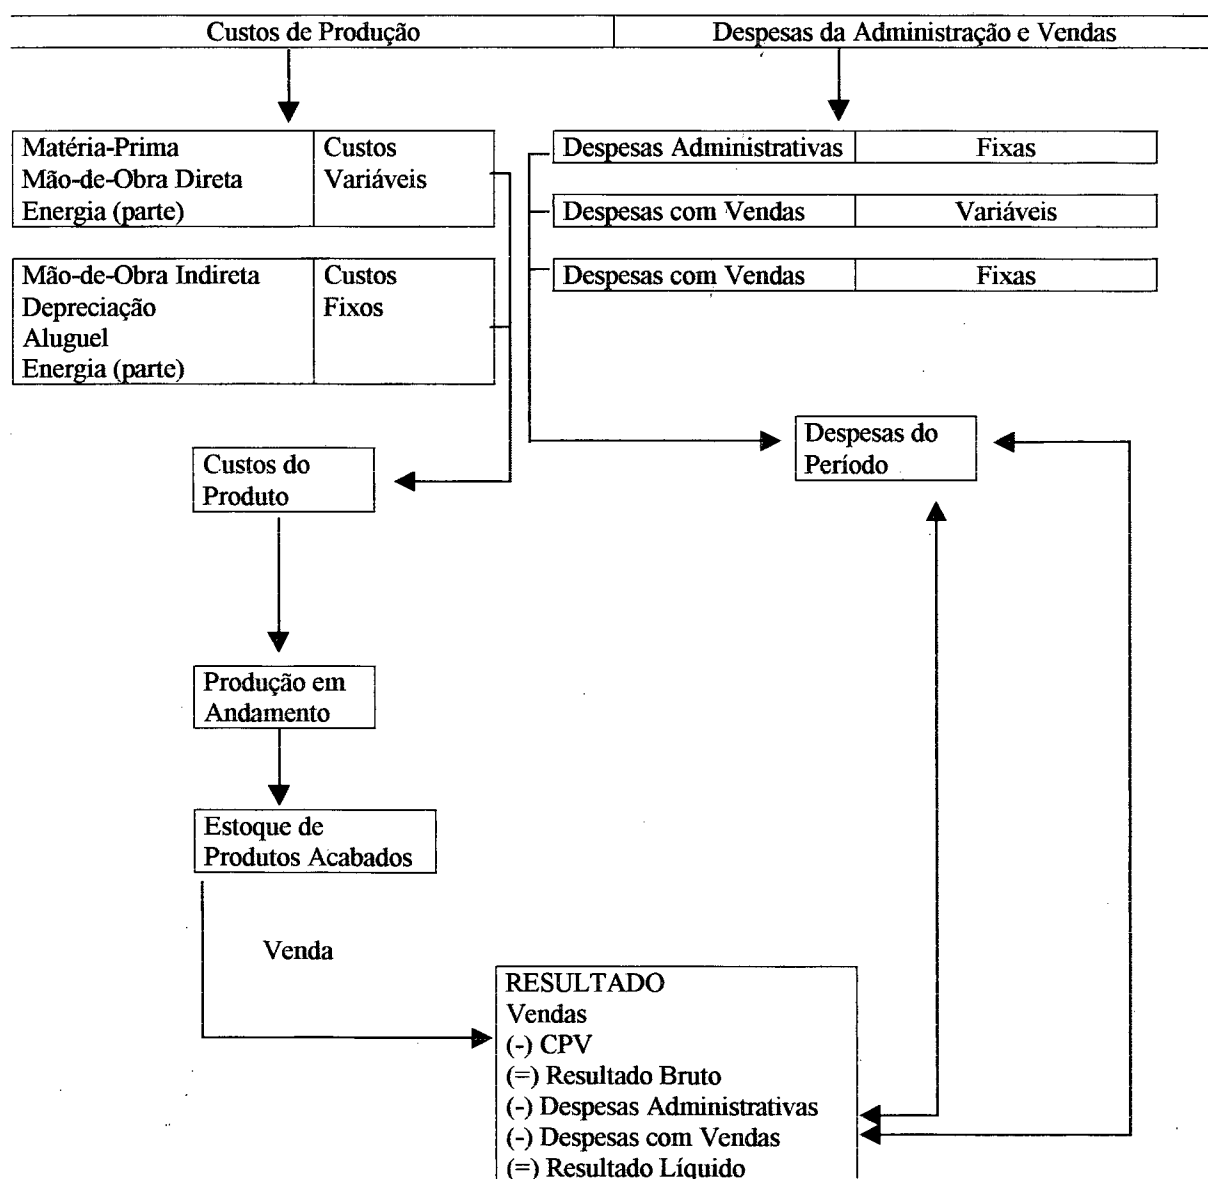 Custos de Produção
Despesas da Administração e Vendas
Matéria-Prima
Mão-de-Obra Direta
Energia (parte)
Custos
Variáveis
Mão-de-Obra Indireta
Depreciação
Aluguel
Energia (parte)
Custos
Fixos
Despesas Administrativas
Fixas
Despesas com Vendas
Variáveis
Despesas com Vendas
Fixas
Despesas do
Período
Custos do
Produto
Produção em
Andamento
Estoque de
Produtos Acabados
Venda
RESULTADO
Vendas
(-) CPV
(=) Resultado Bruto
(-) Despesas Administrativas
(-) Despesas com Vendas
(=) Resultado Líquido